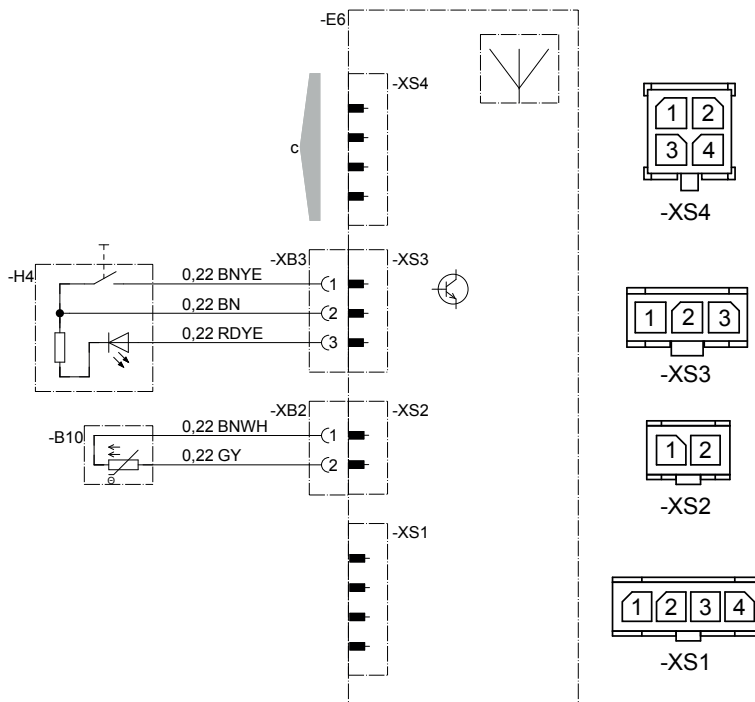 -E6
-XS4
c
1 2
3 4
-XS4
-XB3
-XS3
-H4
0,22 BNYE
1
0,22 BN
2
0,22 RDYE
3
1 2 3
-XS3
-XB2
-XS2
-B10
0,22 BNWH
1
0,22 GY
2
1 2
-XS2
-XS1
1 2 3 4
-XS1